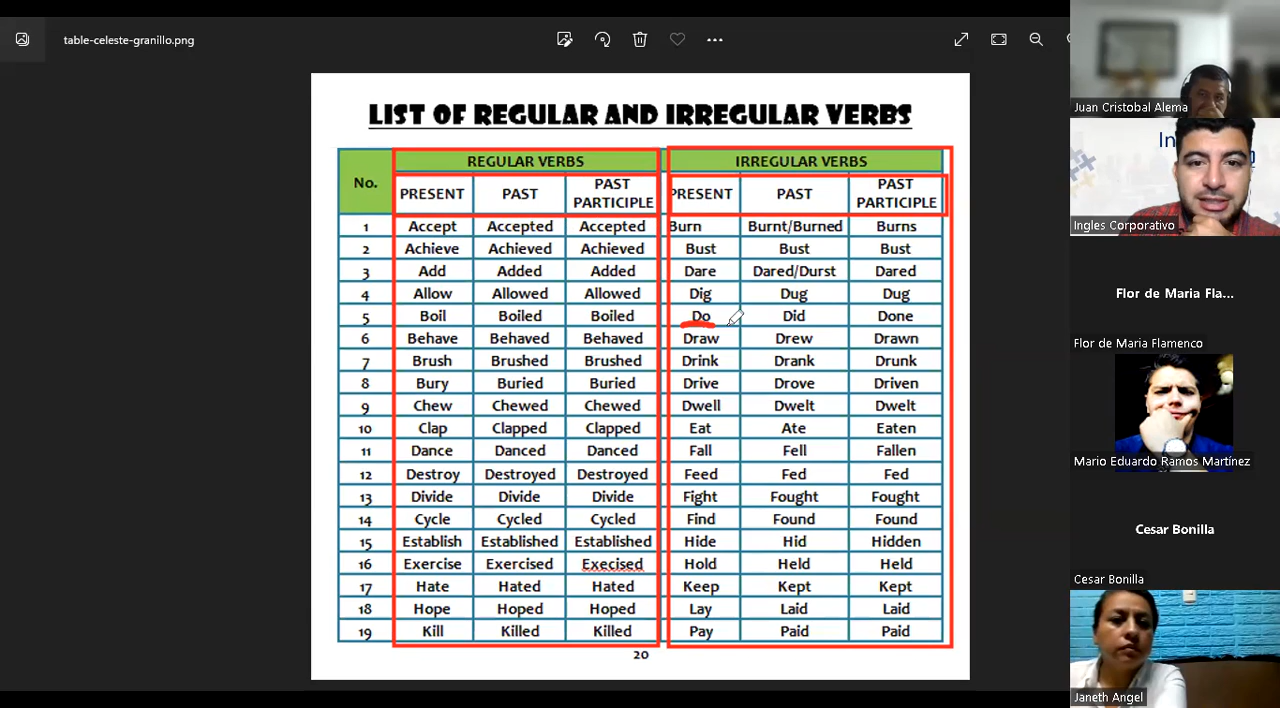 table-celeste-granillo.png
LIST OF REGULAR AND IRREGULAR VERBS
No. REGULAR VERBS IRREGULAR VERBS
PRESENT PAST PAST PARTICIPLE PRESENT PAST PAST PARTICIPLE
1 Accept Accepted Accepted Burn Burnt/Burned Burns
2 Achieve Achieved Achieved Bust Bust Bust
3 Add Added Added Dare Dared/Durst Dared
4 Allow Allowed Allowed Dig Dug Dug
5 Boil Boiled Boiled Do Did Done
6 Behave Behaved Behaved Draw Drew Drawn
7 Brush Brushed Brushed Drink Drank Drunk
8 Bury Buried Buried Drive Drove Driven
9 Chew Chewed Chewed Dwell Dwelt Dwelt
10 Clap Clapped Clapped Eat Ate Eaten
11 Dance Danced Danced Fall Fell Fallen
12 Destroy Destroyed Destroyed Feed Fed Fed
13 Divide Divide Divide Fight Fought Fought
14 Cycle Cycled Cycled Find Found Found
15 Establish Established Established Hide Hid Hidden
16 Exercise Exercised Execised Hold Held Held
17 Hate Hated Hated Keep Kept Kept
18 Hope Hoped Hoped Lay Laid Laid
19 Kill Killed Killed Pay Paid Paid
20
Juan Cristobal Alema
In
Ingles Corporativo
Flor de Maria Fla...
Flor de Maria Flamenco
Mario Eduardo Ramos Martínez
Cesar Bonilla
Cesar Bonilla
Janeth Angel